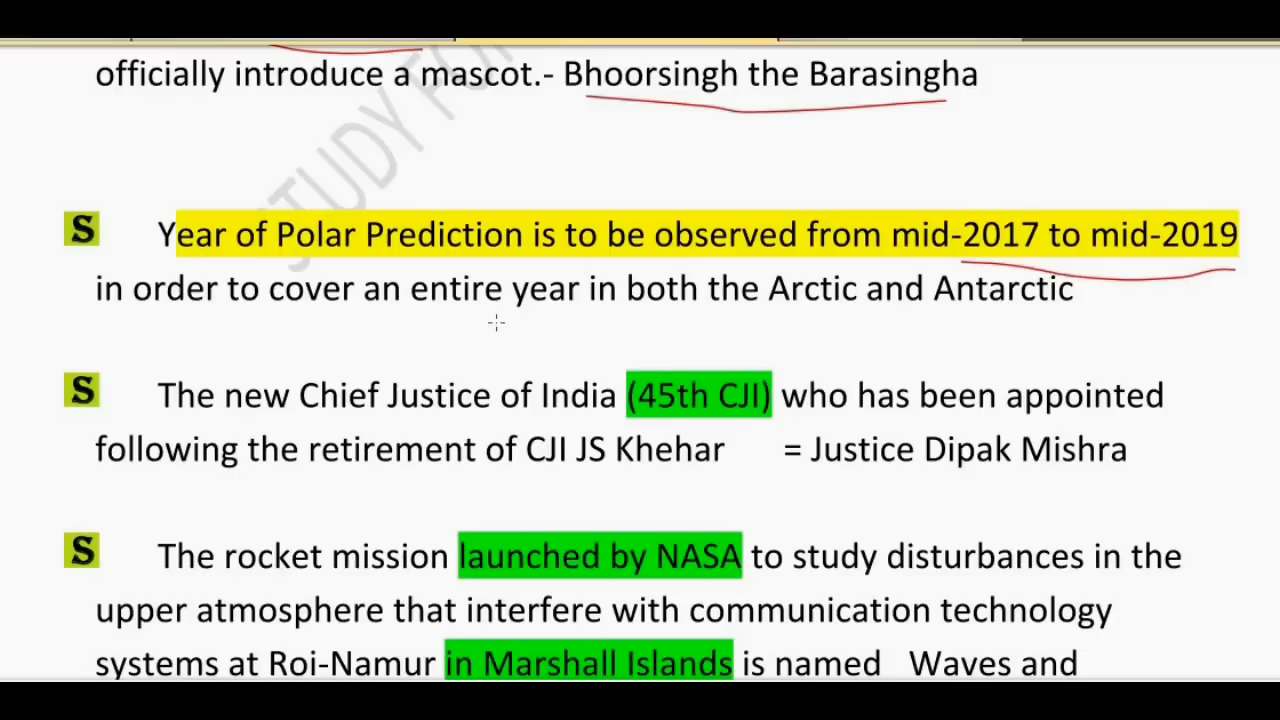 officially introduce a mascot.- Bhoorsingh the Barasingha
STUDY FOR
S Year of Polar Prediction is to be observed from mid-2017 to mid-2019
in order to cover an entire year in both the Arctic and Antarctic
S The new Chief Justice of India (45th CJI) who has been appointed
following the retirement of CJI JS Khehar = Justice Dipak Mishra
S The rocket mission launched by NASA to study disturbances in the
upper atmosphere that interfere with communication technology
systems at Roi-Namur in Marshall Islands is named Waves and